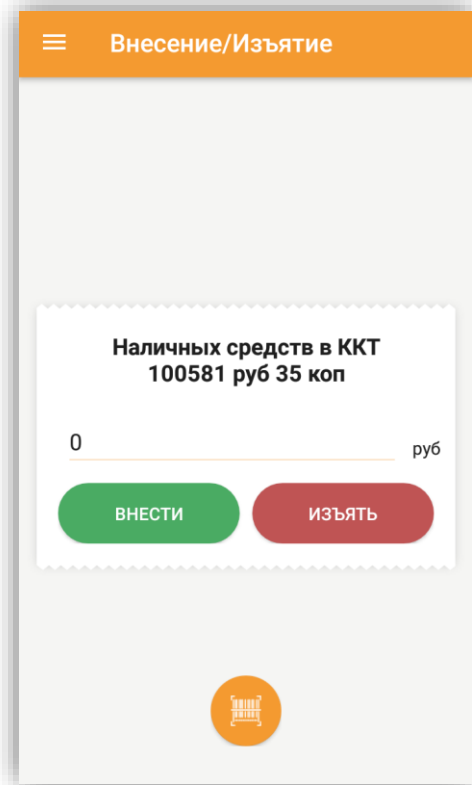 Внесение/Изъятие
Наличных средств в ККТ
100581 руб 35 коп
0
руб
ВНЕСТИ
ИЗЪЯТЬ